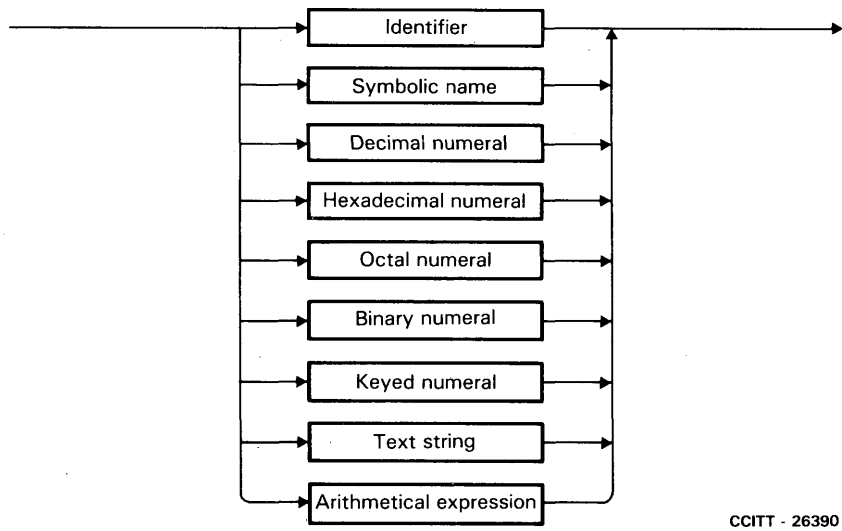 Identifier
Symbolic name
Decimal numeral
Hexadecimal numeral
Octal numeral
Binary numeral
Keyed numeral
Text string
Arithmetical expression
CCITT - 26390